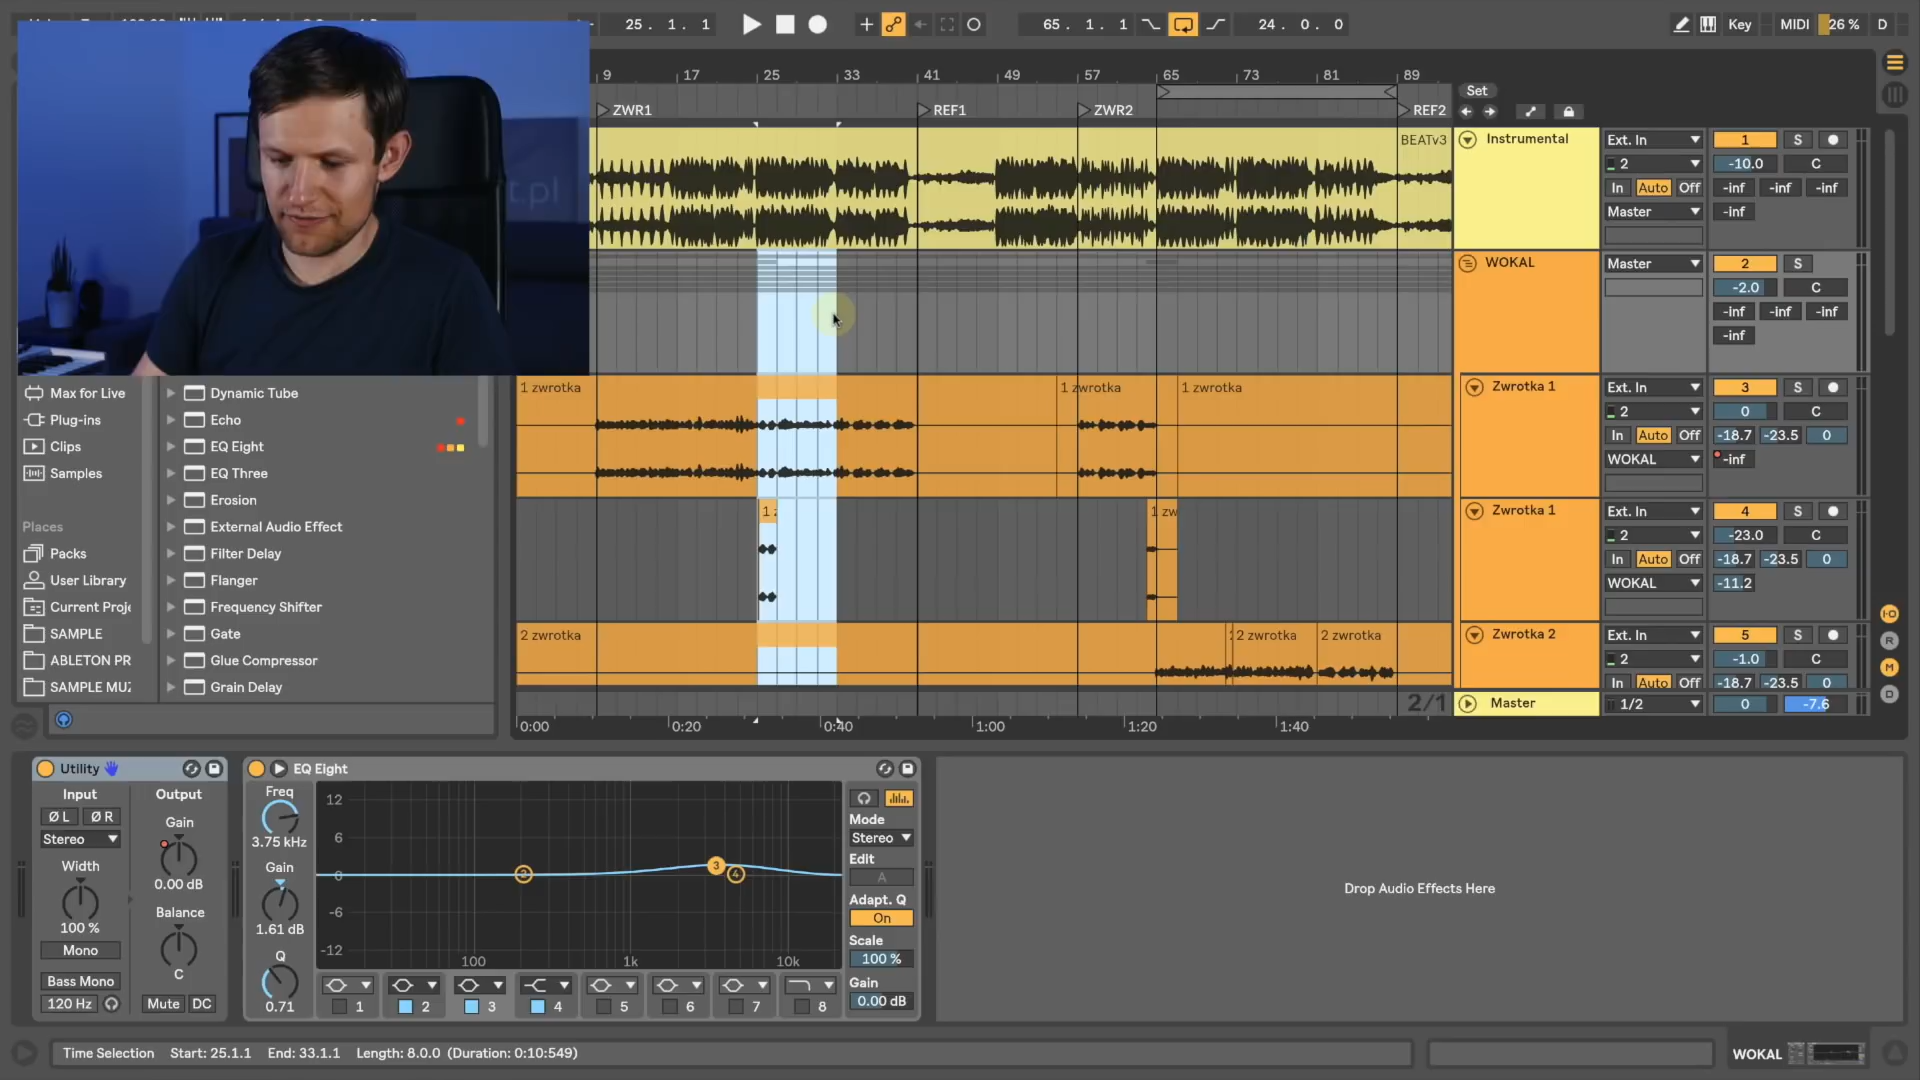 25 . 1 . 1
65 . 1 . 1
24 . 0 . 0
Key
MIDI
26 %
D
9 17 25 33 41 49 57 65 73 81 89
Set
ZWR1 REF1 ZWR2 REF2
t.pl
BEATv3
Instrumental
Ext. In
1
S
2
-10.0
C
In Auto Off
-inf -inf -inf
Master
-inf
WOKAL
Master
2
S
-2.0
C
-inf -inf -inf
-inf
1 zwrotka 1 zwrotka 1 zwrotka
Zwrotka 1
Ext. In
3
S
2
0
C
In Auto Off
-18.7 -23.5 0
WOKAL
-inf
1 zw
Zwrotka 1
Ext. In
4
S
2
-23.0
C
In Auto Off
-18.7 -23.5 0
WOKAL
-11.2
2 zwrotka 2 zwrotka 2 zwrotka
Zwrotka 2
Ext. In
5
S
2
-1.0
C
In Auto Off
-18.7 -23.5 0
2/1
Master
1/2
0
-7.6
0:00 0:20 0:40 1:00 1:20 1:40
I·O
R
M
D
Max for Live
Plug-ins
Clips
Samples
Places
Packs
User Library
Current Proje
SAMPLE
ABLETON PR
SAMPLE MUZ
Dynamic Tube
Echo
EQ Eight
EQ Three
Erosion
External Audio Effect
Filter Delay
Flanger
Frequency Shifter
Gate
Glue Compressor
Grain Delay
Utility
Input
Output
Ø L Ø R
Gain
Stereo
Width
0.00 dB
100 %
Balance
Mono
C
Bass Mono
120 Hz
Mute DC
EQ Eight
Freq
3.75 kHz
Gain
1.61 dB
Q
0.71
12
6
0
-6
-12
100 1k 10k
2 3 4
1 2 3 4 5 6 7 8
Mode
Stereo
Edit
A
Adapt. Q
On
Scale
100 %
Gain
0.00 dB
Drop Audio Effects Here
Time Selection Start: 25.1.1 End: 33.1.1 Length: 8.0.0 (Duration: 0:10:549)
WOKAL